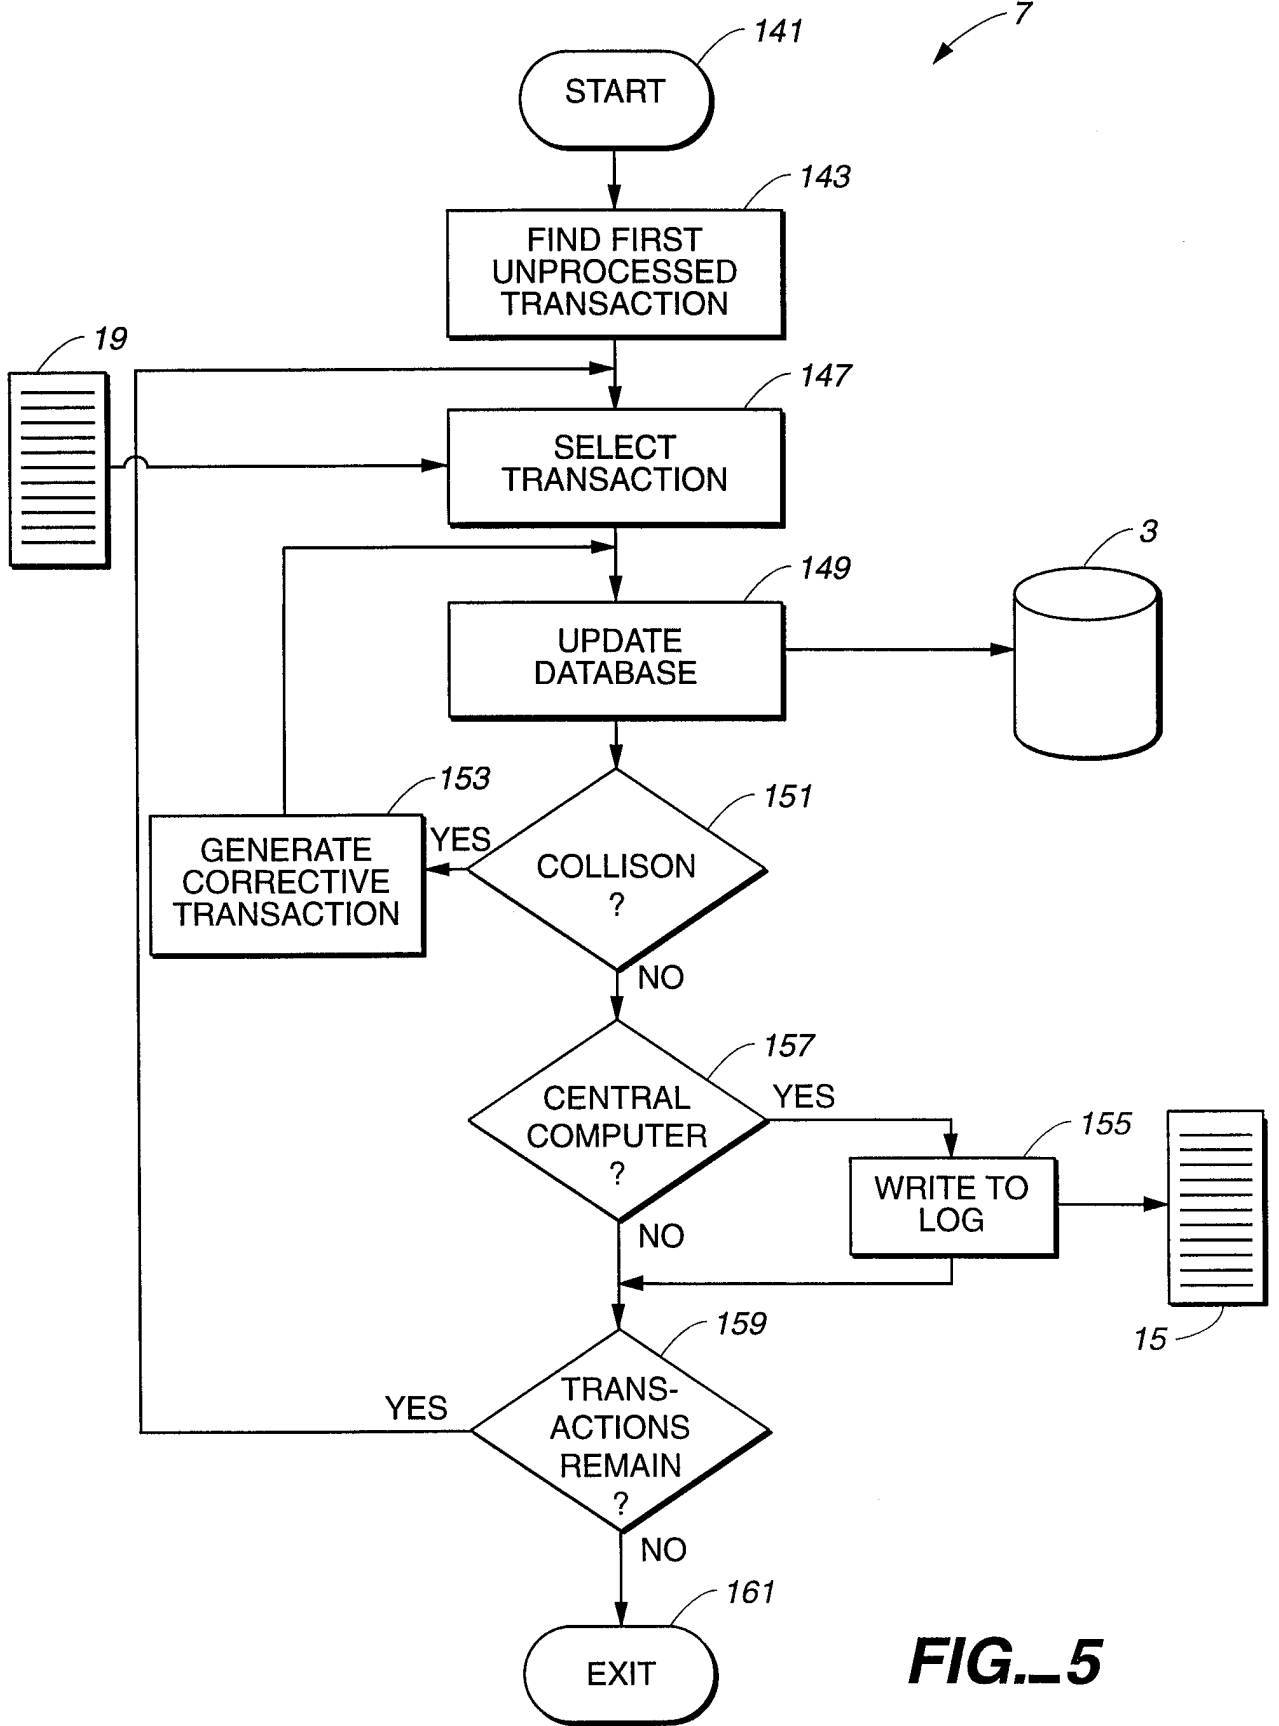 7
141
START
143
FIND FIRST
UNPROCESSED
TRANSACTION
19
147
SELECT
TRANSACTION
3
149
UPDATE
DATABASE
153
151
YES
GENERATE
CORRECTIVE
TRANSACTION
COLLISON
?
NO
157
CENTRAL
COMPUTER
?
YES
155
WRITE TO
LOG
NO
15
159
TRANS-
ACTIONS
REMAIN
?
YES
NO
161
EXIT
FIG._5